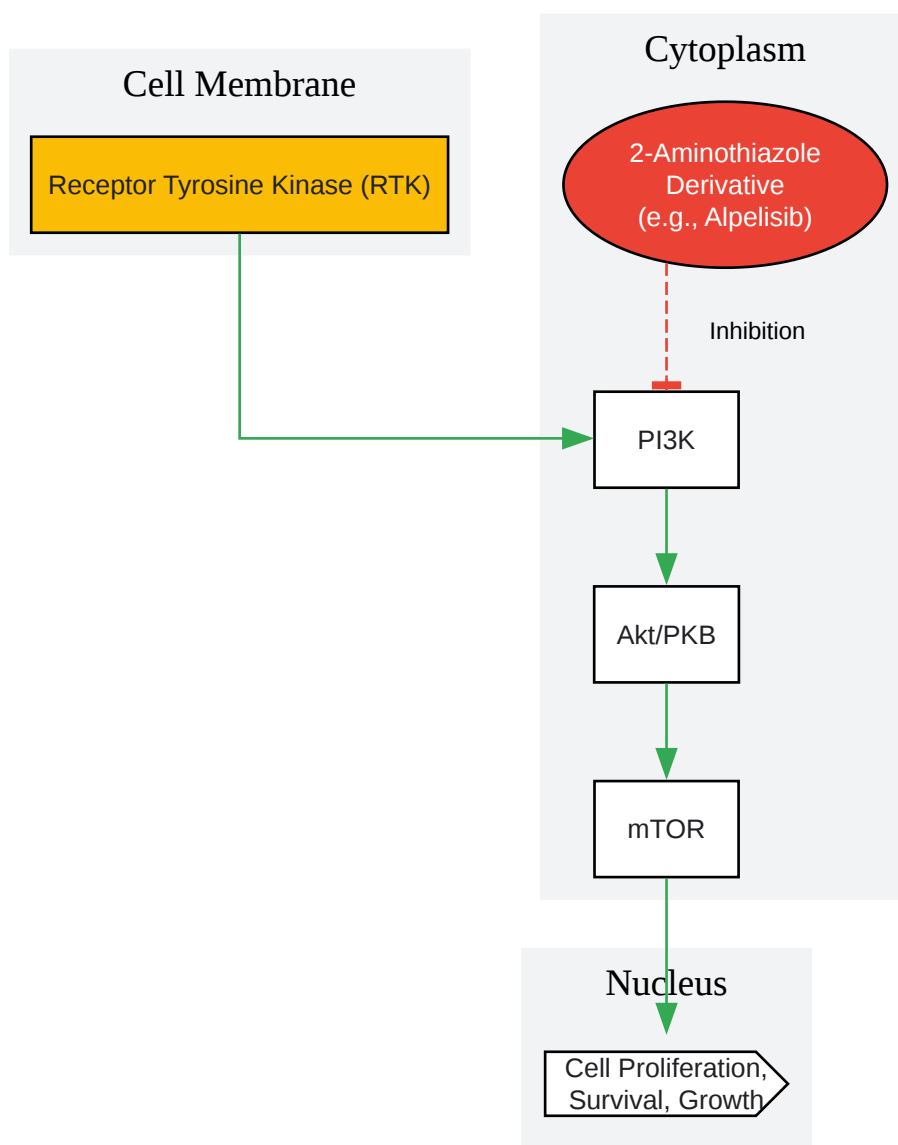 Cell Membrane
Receptor Tyrosine Kinase (RTK)
Cytoplasm
2-Aminothiazole
Derivative
(e.g., Alpelisib)
Inhibition
PI3K
Akt/PKB
mTOR
Nucleus
Cell Proliferation,
Survival, Growth